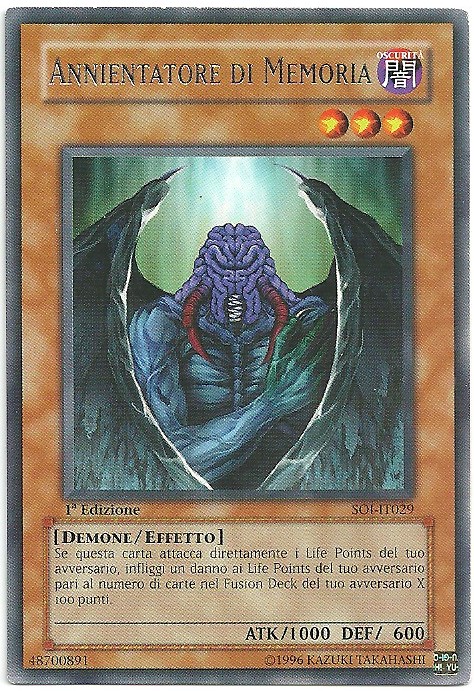 ANNIENTATORE DI MEMORIA
OSCURITÀ
闇
1ª Edizione
SOI-IT029
[DEMONE/EFFETTO]
Se questa carta attacca direttamente i Life Points del tuo
avversario, infliggi un danno ai Life Points del tuo avversario
pari al numero di carte nel Fusion Deck del tuo avversario X
100 punti.
ATK/1000 DEF/ 600
48700891
©1996 KAZUKI TAKAHASHI